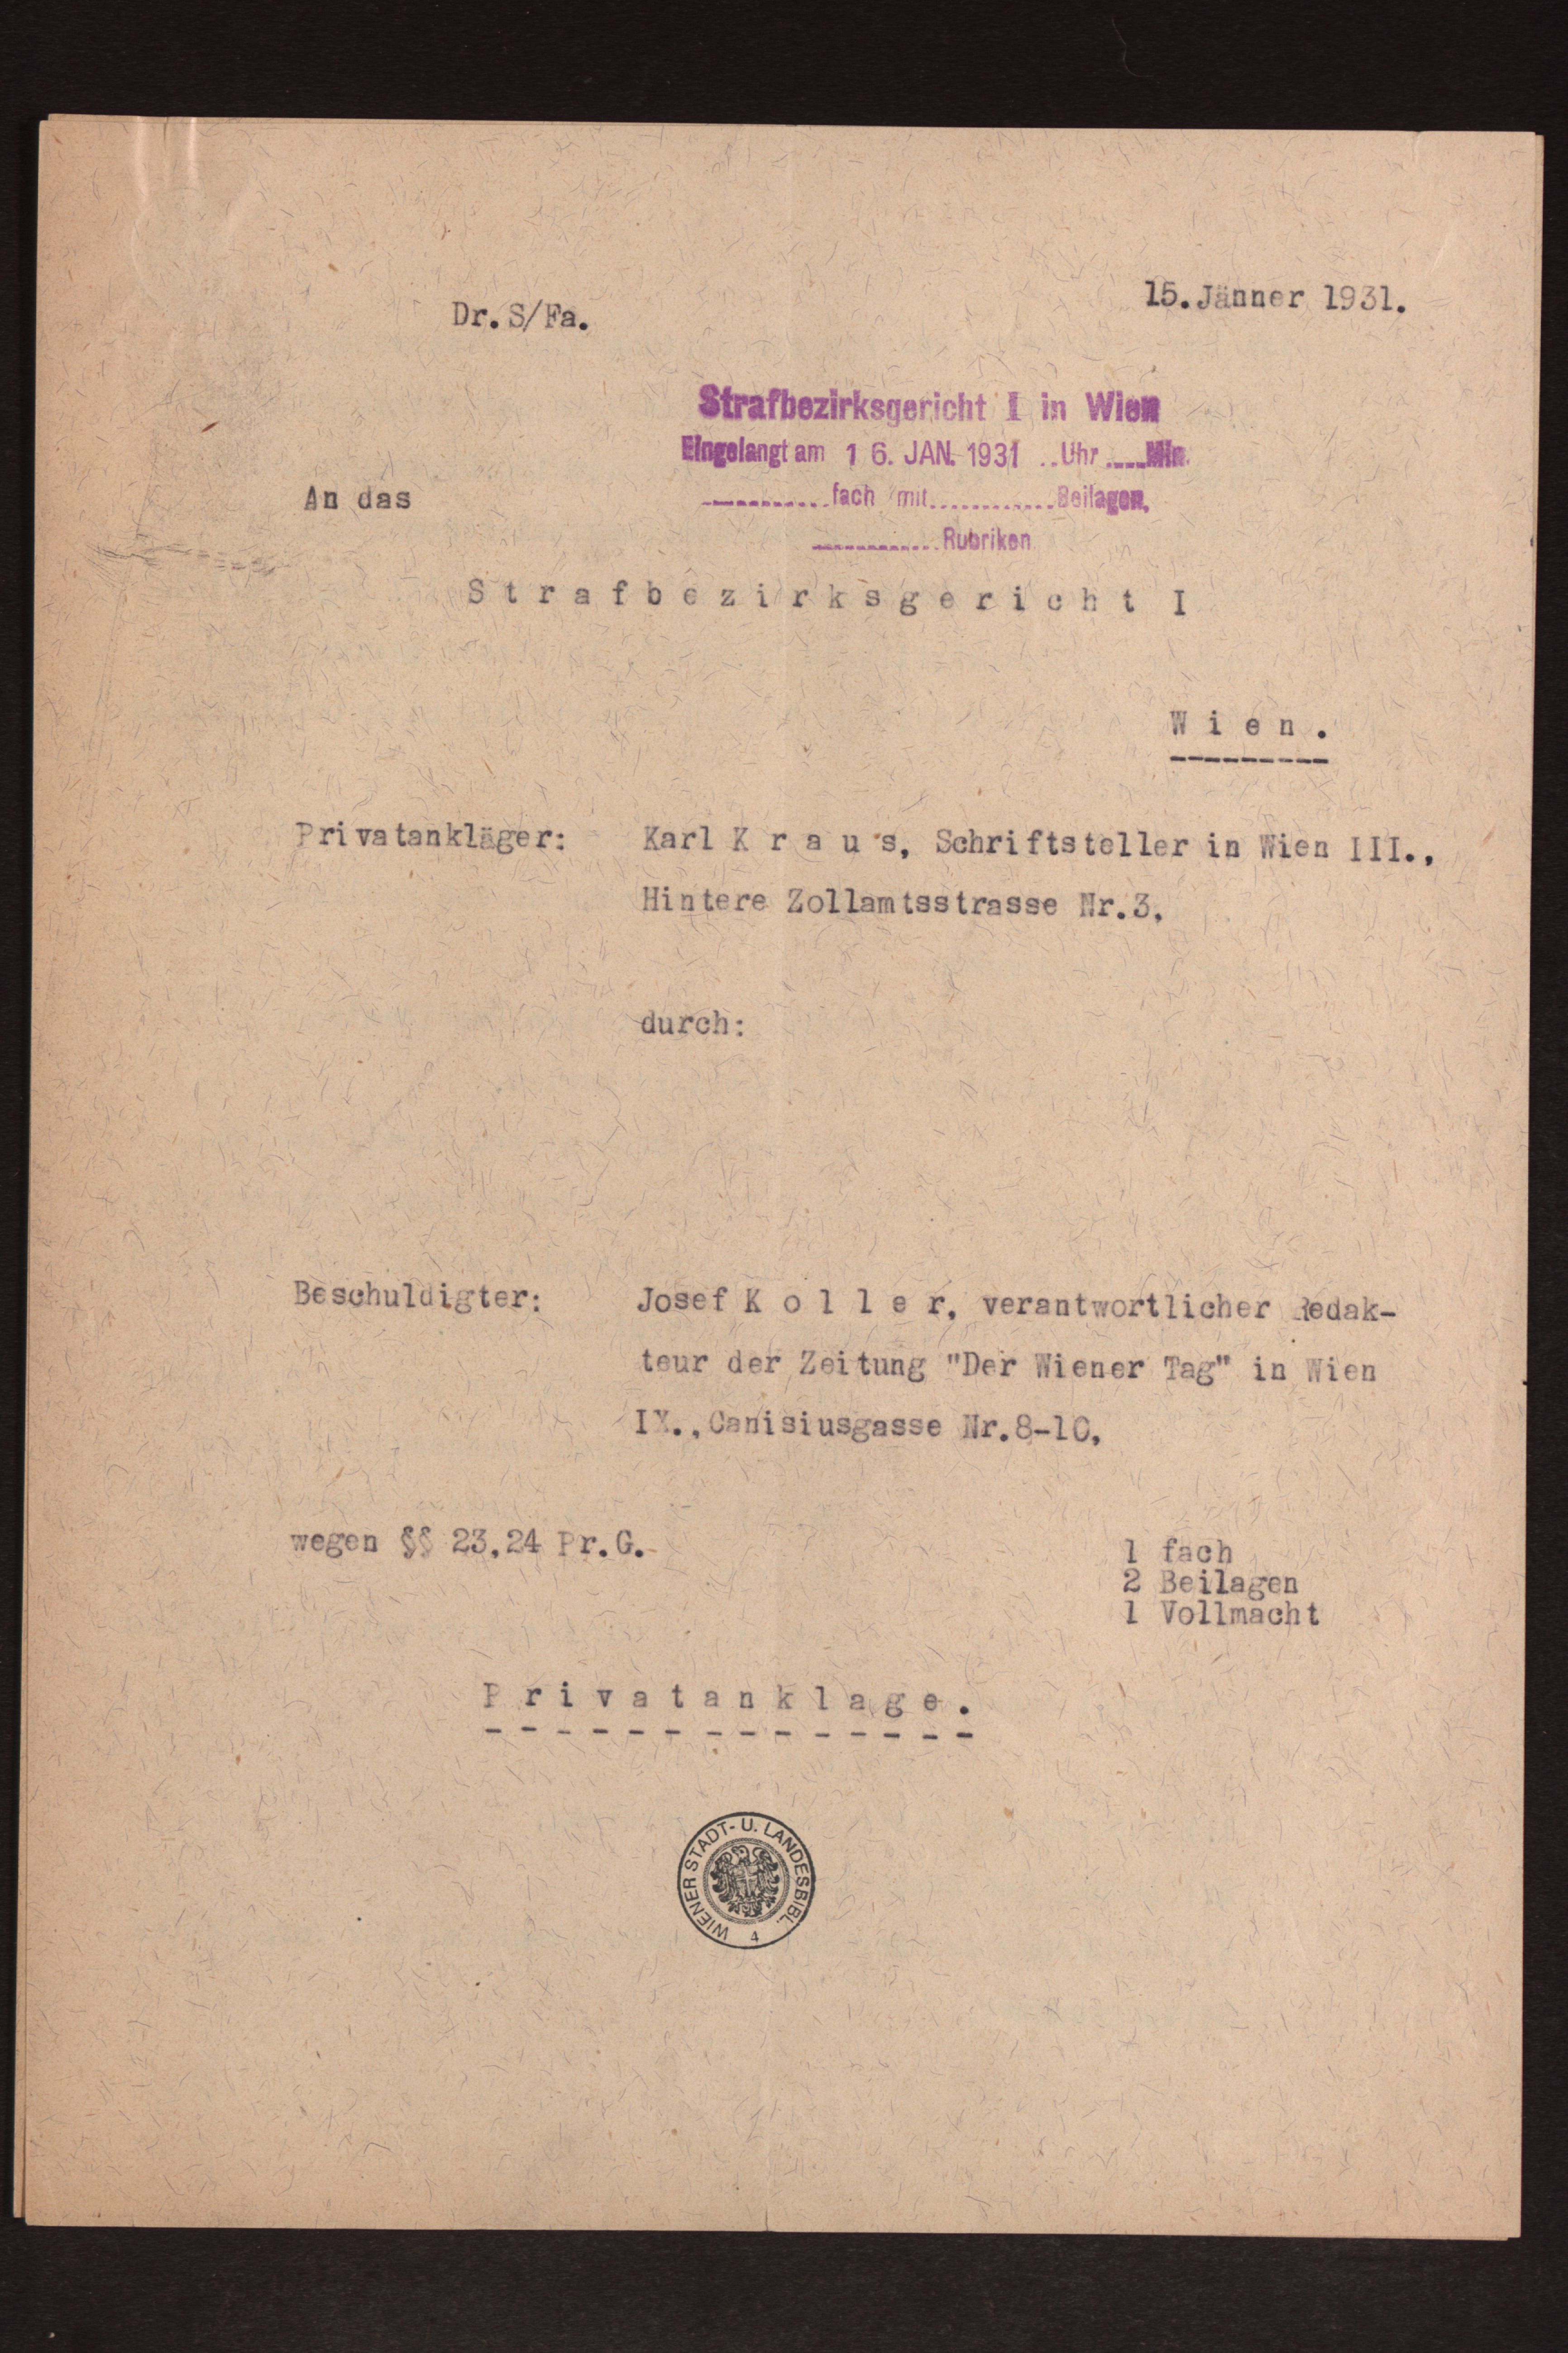 15.Jänner 1931.
Dr.S/Fa.
Strafbezirksgericht I in Wien
Eingelangt am 16. JAN. 1931 ..Uhr ....Min.
............fach mit............Beilagen,
............Rubriken
An das
S t r a f b e z i r k s g e r i c h t I
W i e n .
---------
Privatankläger: Karl K r a u s, Schriftsteller in Wien III.,
Hintere Zollamtsstrasse Nr.3,
durch:
Beschuldigter: Josef K o l l e r, verantwortlicher Redak-
teur der Zeitung "Der Wiener Tag" in Wien
IX.,Canisiusgasse Nr.8-10,
wegen §§ 23,24 Pr.G.
1 fach
2 Beilagen
1 Vollmacht
P r i v a t a n k l a g e .
- - - - - - - - - - - - - -
WIENER STADT- U. LANDESBIBL.
4